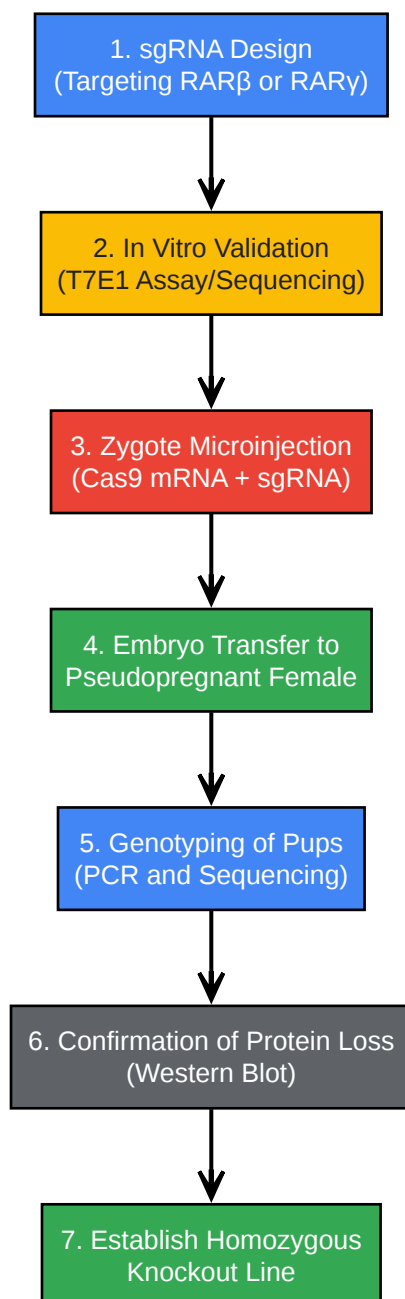 1. sgRNA Design
(Targeting RARβ or RARγ)
2. In Vitro Validation
(T7E1 Assay/Sequencing)
3. Zygote Microinjection
(Cas9 mRNA + sgRNA)
4. Embryo Transfer to
Pseudopregnant Female
5. Genotyping of Pups
(PCR and Sequencing)
6. Confirmation of Protein Loss
(Western Blot)
7. Establish Homozygous
Knockout Line